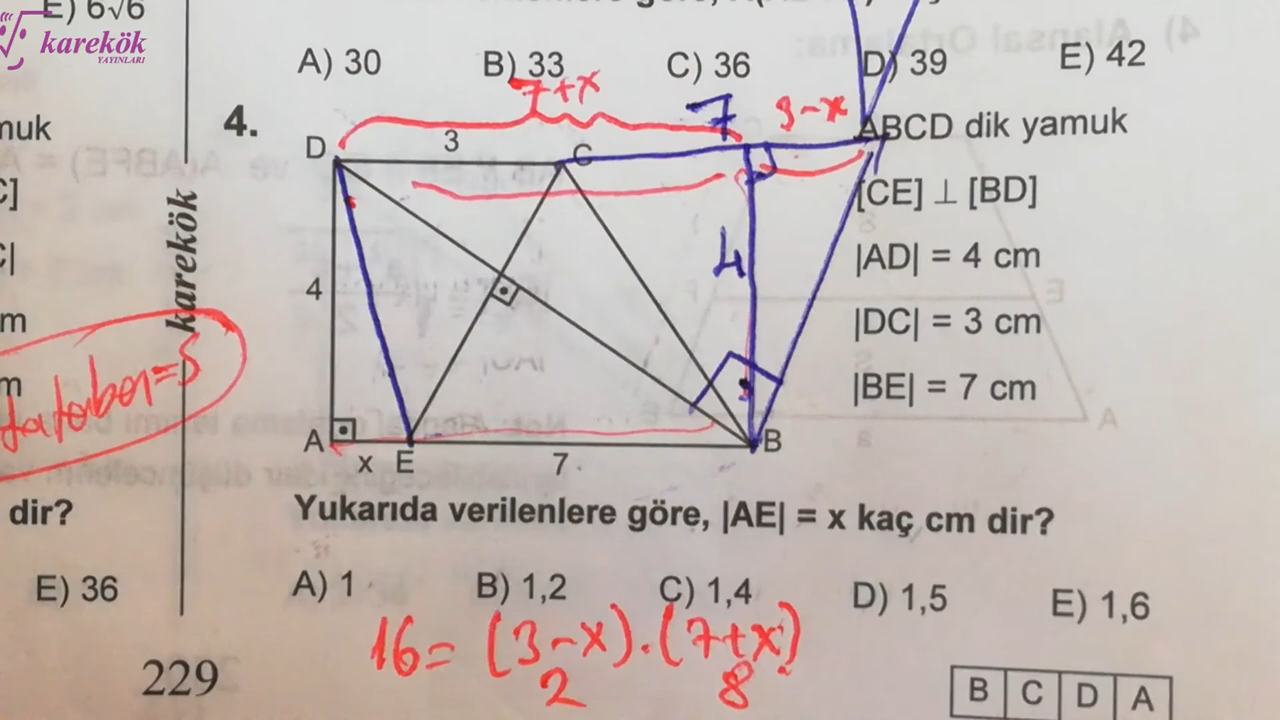 E) 6√6
karekök
YAYINLARI
A) 30 B) 33 C) 36 D) 39 E) 42
4.
7+x
7
3-x
D 3 C
4
4
A x E 7 B
ABCD dik yamuk
[CE] ⊥ [BD]
|AD| = 4 cm
|DC| = 3 cm
|BE| = 7 cm
Yukarıda verilenlere göre, |AE| = x kaç cm dir?
A) 1 B) 1,2 C) 1,4 D) 1,5 E) 1,6
16 = (3-x).(7+x)
2 8
karekök
dir?
E) 36
229
B C D A